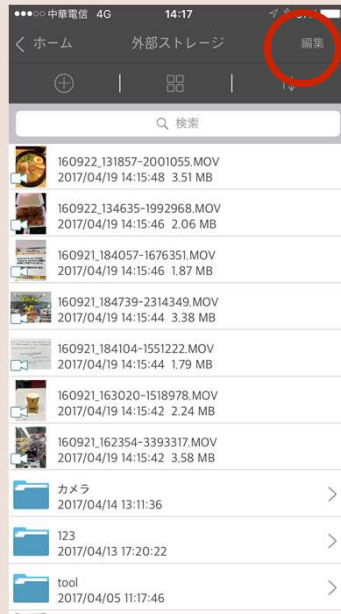 中華電信 4G 14:17
ホーム 外部ストレージ 編集
検索
160922_131857-2001055.MOV
2017/04/19 14:15:48 3.51 MB
160922_134635-1992968.MOV
2017/04/19 14:15:46 2.06 MB
160921_184057-1676351.MOV
2017/04/19 14:15:46 1.87 MB
160921_184739-2314349.MOV
2017/04/19 14:15:44 3.38 MB
160921_184104-1551222.MOV
2017/04/19 14:15:44 1.79 MB
160921_163020-1518978.MOV
2017/04/19 14:15:42 2.24 MB
160921_162354-3393317.MOV
2017/04/19 14:15:42 3.58 MB
カメラ
2017/04/14 13:11:36
123
2017/04/13 17:20:22
tool
2017/04/05 11:17:46